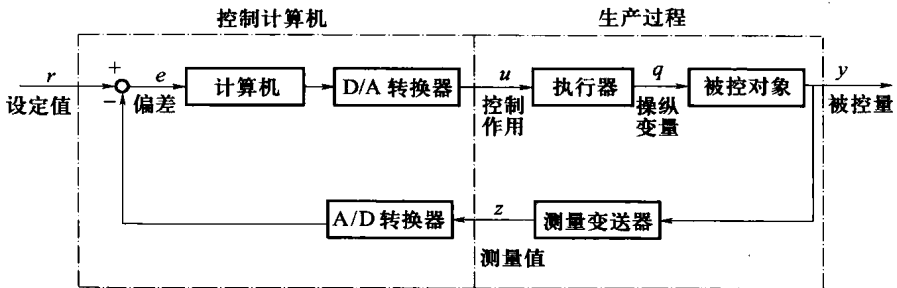 控制计算机
生产过程
r
设定值
+
−
e
偏差
计算机
D/A 转换器
u
控制
作用
执行器
q
操纵
变量
被控对象
y
被控量
A/D 转换器
z
测量值
测量变送器